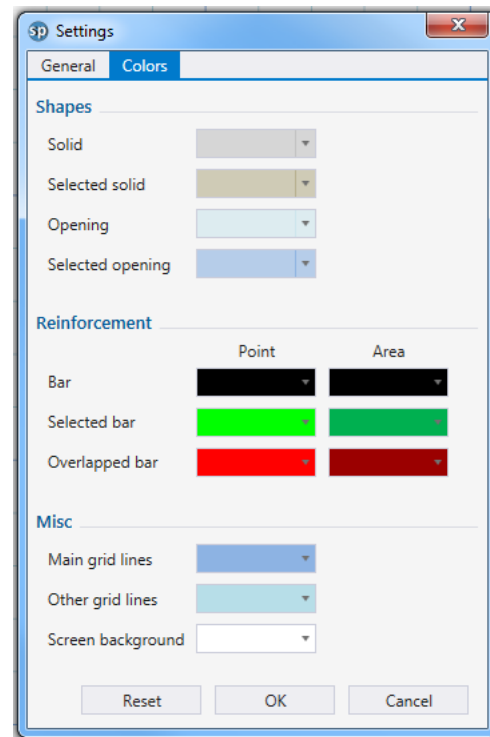 sp Settings
General Colors
Shapes
Solid
Selected solid
Opening
Selected opening
Reinforcement
Point Area
Bar
Selected bar
Overlapped bar
Misc
Main grid lines
Other grid lines
Screen background
Reset OK Cancel